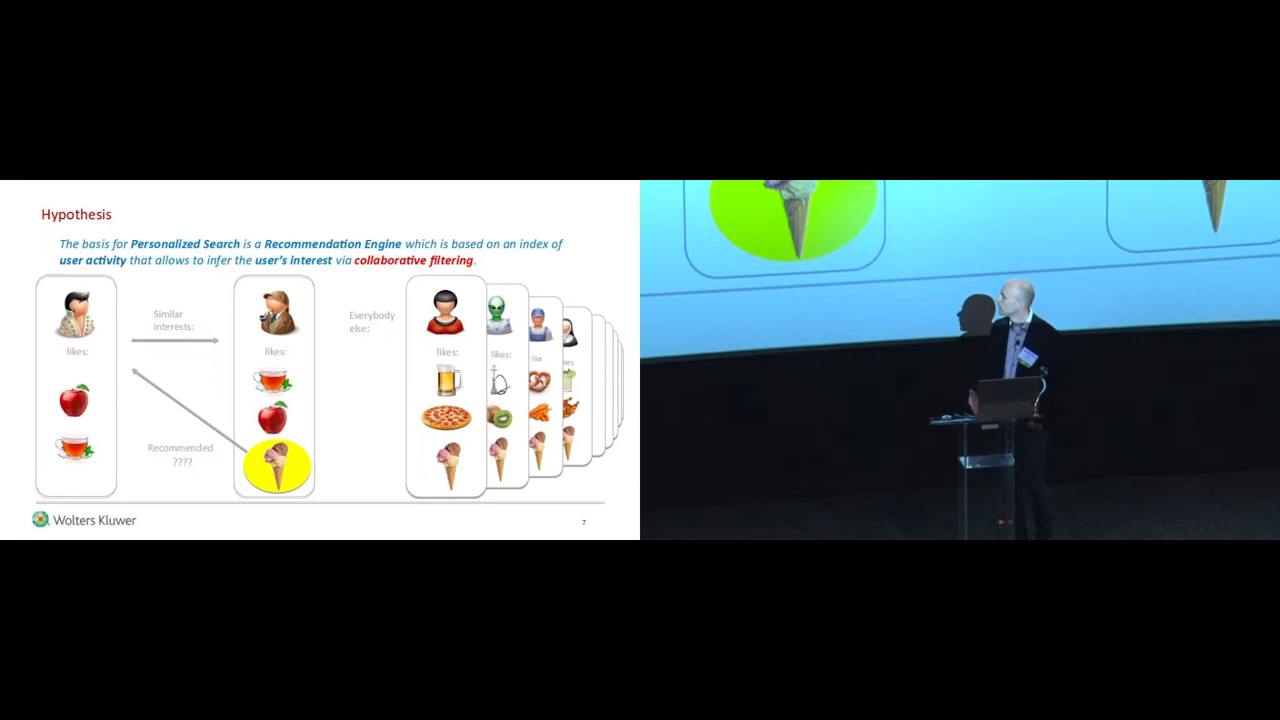 Hypothesis
The basis for Personalized Search is a Recommendation Engine which is based on an index of
user activity that allows to infer the user's interest via collaborative filtering.
Similar
interests:
Everybody
else:
likes:
likes:
likes:
likes:
like
Recommended
????
Wolters Kluwer
7